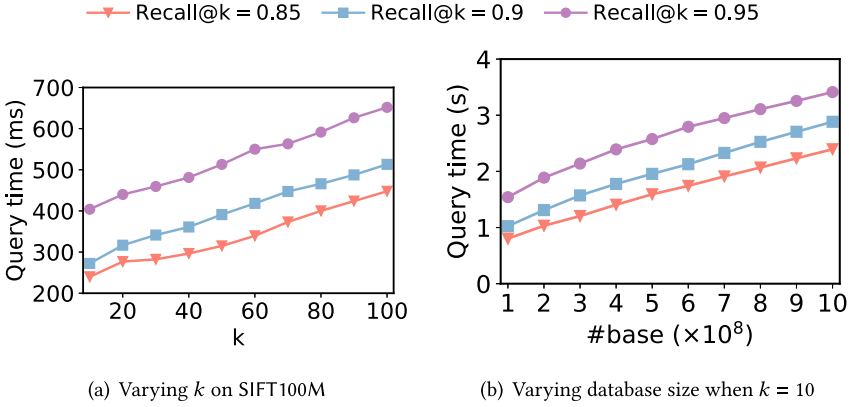 Recall@k = 0.85 Recall@k = 0.9 Recall@k = 0.95
Query time (ms)
700
600
500
400
300
200
20 40 60 80 100
k
(a) Varying k on SIFT100M
Query time (s)
4
3
2
1
0
1 2 3 4 5 6 7 8 9 10
#base (×10⁸)
(b) Varying database size when k = 10